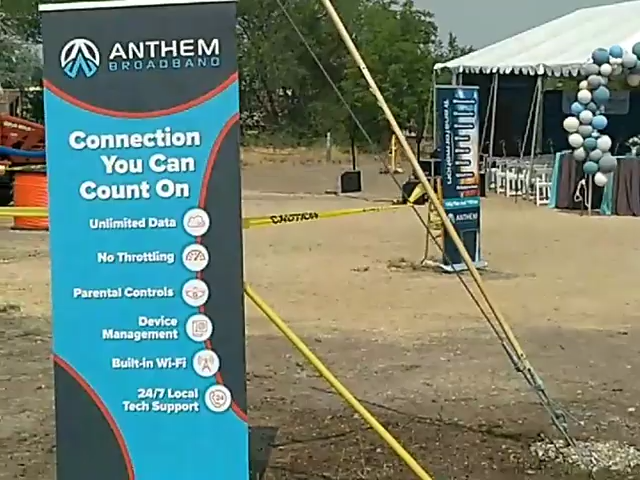 ANTHEM
BROADBAND
Connection
You Can
Count On
Unlimited Data
No Throttling
Parental Controls
Device
Management
Built-in Wi-Fi
24/7 Local
Tech Support
CAUTION
ANTHEM